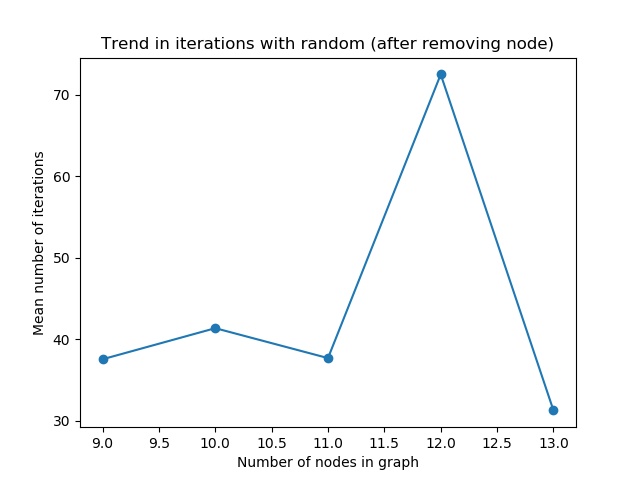 Trend in iterations with random (after removing node)
70
60
50
40
30
Mean number of iterations
9.0 9.5 10.0 10.5 11.0 11.5 12.0 12.5 13.0
Number of nodes in graph